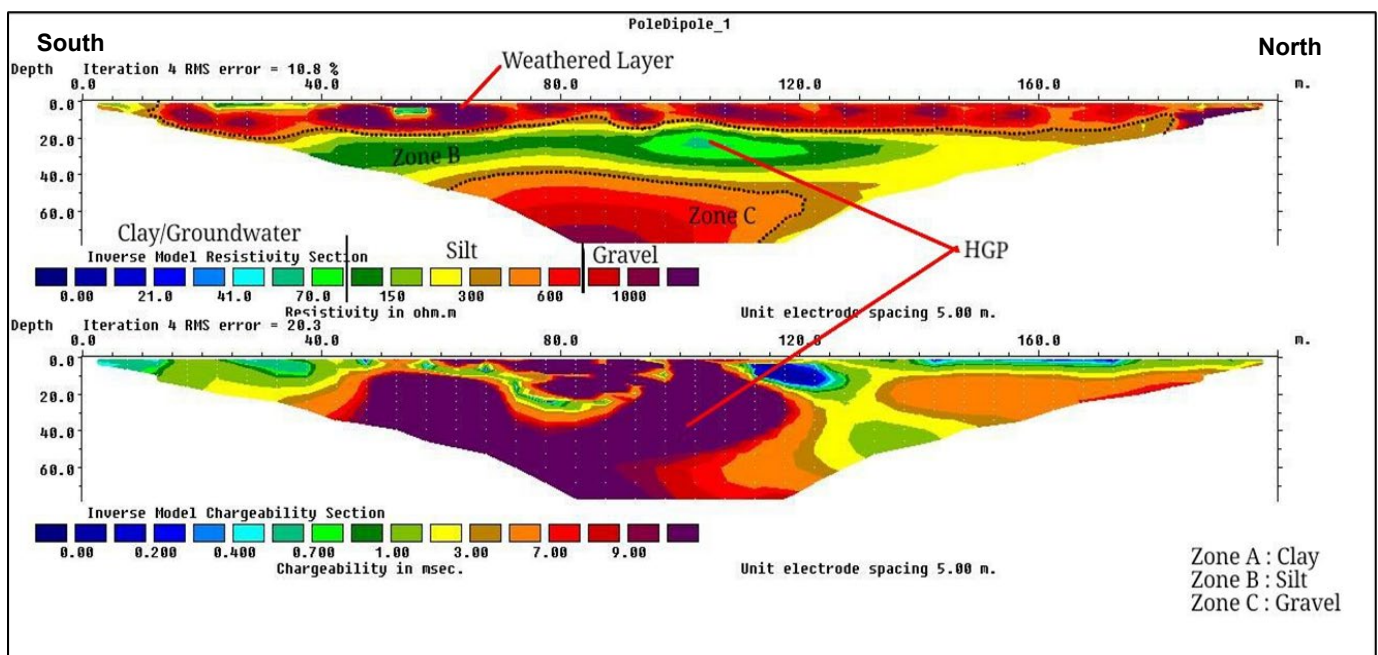 PoleDipole_1
South
North
Weathered Layer
Depth Iteration 4 RMS error = 10.8 %
0.0 40.0 80.0 120.0 160.0 m.
0.0
20.0
Zone B
40.0
60.0
Zone C
HGP
Clay/Groundwater
Silt
Gravel
Inverse Model Resistivity Section
0.00 21.0 41.0 70.0 150 300 600 1000
Resistivity in ohm.m
Unit electrode spacing 5.00 m.
Depth Iteration 4 RMS error = 20.3
0.0 40.0 80.0 120.0 160.0 m.
0.0
20.0
40.0
60.0
Inverse Model Chargeability Section
0.00 0.200 0.400 0.700 1.00 3.00 7.00 9.00
Chargeability in msec.
Unit electrode spacing 5.00 m.
Zone A : Clay
Zone B : Silt
Zone C : Gravel